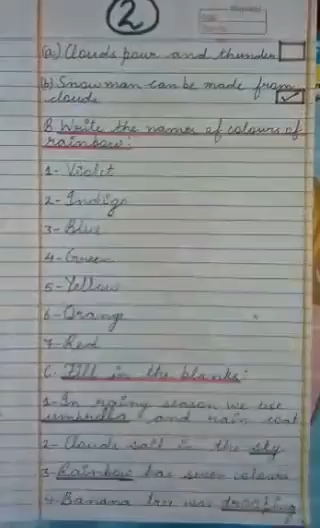 2
(a) Clouds pour and thunder
(b) Snowman can be made from
clouds
B Write the names of colours of
rainbow:
1- Violet
2- Indigo
3- Blue
4- Green
5- Yellow
6- Orange
7- Red
C. Fill in the blanks:
1- In rainy season we use
umbrella and rain coat
2- Clouds sail in the sky
3- Rainbow has seven colours
4- Banana tree was drooping